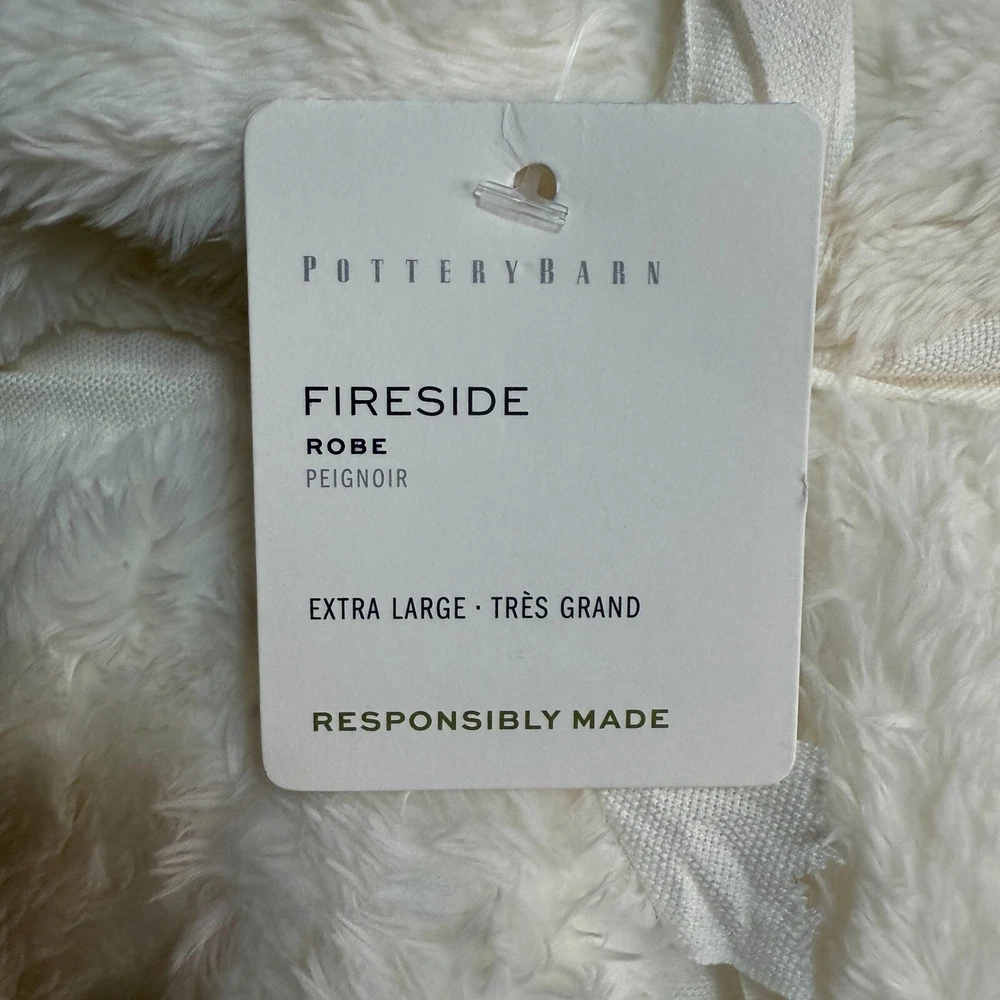 POTTERYBARN
FIRESIDE
ROBE
PEIGNOIR
EXTRA LARGE · TRÈS GRAND
RESPONSIBLY MADE